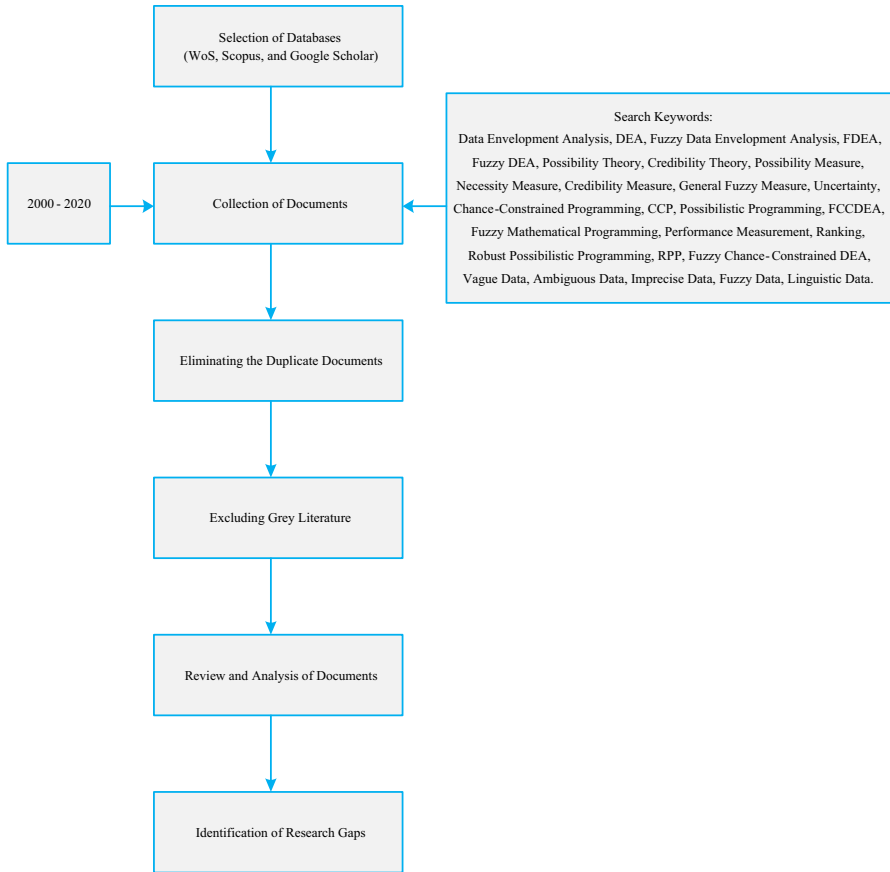 Selection of Databases
(WoS, Scopus, and Google Scholar)
Search Keywords:
Data Envelopment Analysis, DEA, Fuzzy Data Envelopment Analysis, FDEA,
Fuzzy DEA, Possibility Theory, Credibility Theory, Possibility Measure,
Necessity Measure, Credibility Measure, General Fuzzy Measure, Uncertainty,
Chance-Constrained Programming, CCP, Possibilistic Programming, FCCDEA,
Fuzzy Mathematical Programming, Performance Measurement, Ranking,
Robust Possibilistic Programming, RPP, Fuzzy Chance-Constrained DEA,
Vague Data, Ambiguous Data, Imprecise Data, Fuzzy Data, Linguistic Data.
2000 - 2020
Collection of Documents
Eliminating the Duplicate Documents
Excluding Grey Literature
Review and Analysis of Documents
Identification of Research Gaps